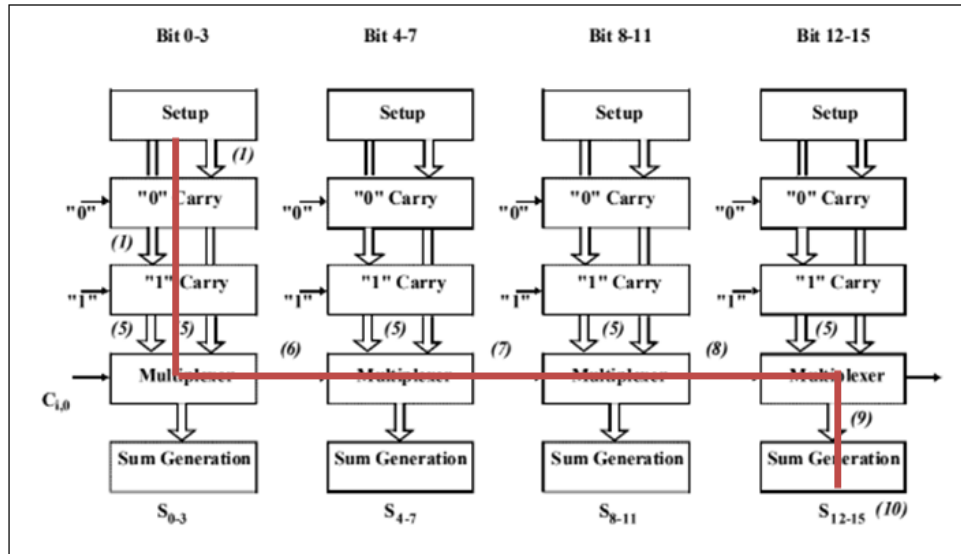 Bit 0-3 Bit 4-7 Bit 8-11 Bit 12-15
Setup Setup Setup Setup
(1)
"0" Carry "0" Carry "0" Carry "0" Carry
"0" "0" "0" "0"
(1)
"1" Carry "1" Carry "1" Carry "1" Carry
"1" "1" "1" "1"
(5) (5) (5) (5) (5)
(6) (7) (8)
Multiplexer Multiplexer Multiplexer Multiplexer
Ci,0
(9)
Sum Generation Sum Generation Sum Generation Sum Generation
S0-3 S4-7 S8-11 S12-15 (10)